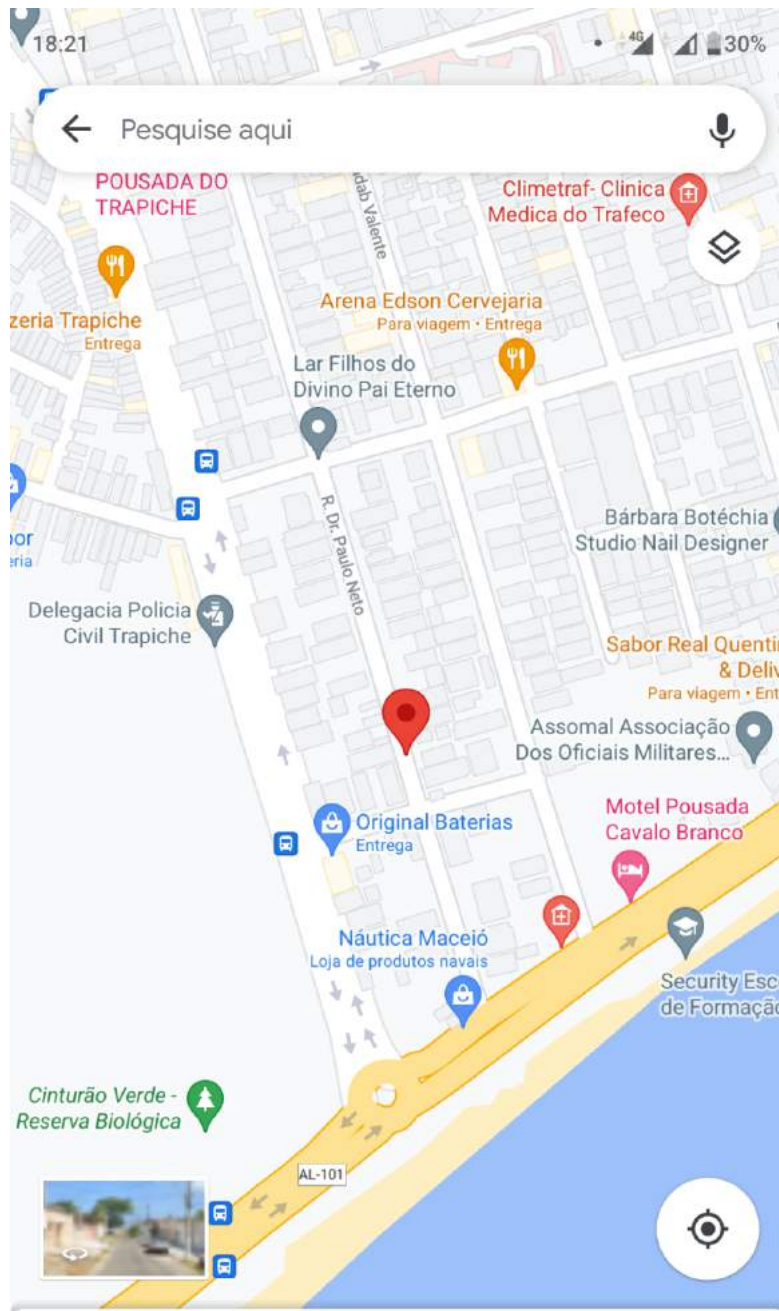 18:21
4G
30%
Pesquise aqui
POUSADA DO
TRAPICHE
Valente
Climetraf- Clinica
Medica do Trafeco
zeria Trapiche
Entrega
Arena Edson Cervejaria
Para viagem • Entrega
Lar Filhos do
Divino Pai Eterno
R. Dr. Paulo Neto
or
eria
Bárbara Botéchia
Studio Nail Designer
Delegacia Policia
Civil Trapiche
Sabor Real Quentin
& Deliv
Para viagem • Ent
Assomal Associação
Dos Oficiais Militares...
Original Baterias
Entrega
Motel Pousada
Cavalo Branco
Náutica Maceió
Loja de produtos navais
Security Esc
de Formação
Cinturão Verde -
Reserva Biológica
AL-101